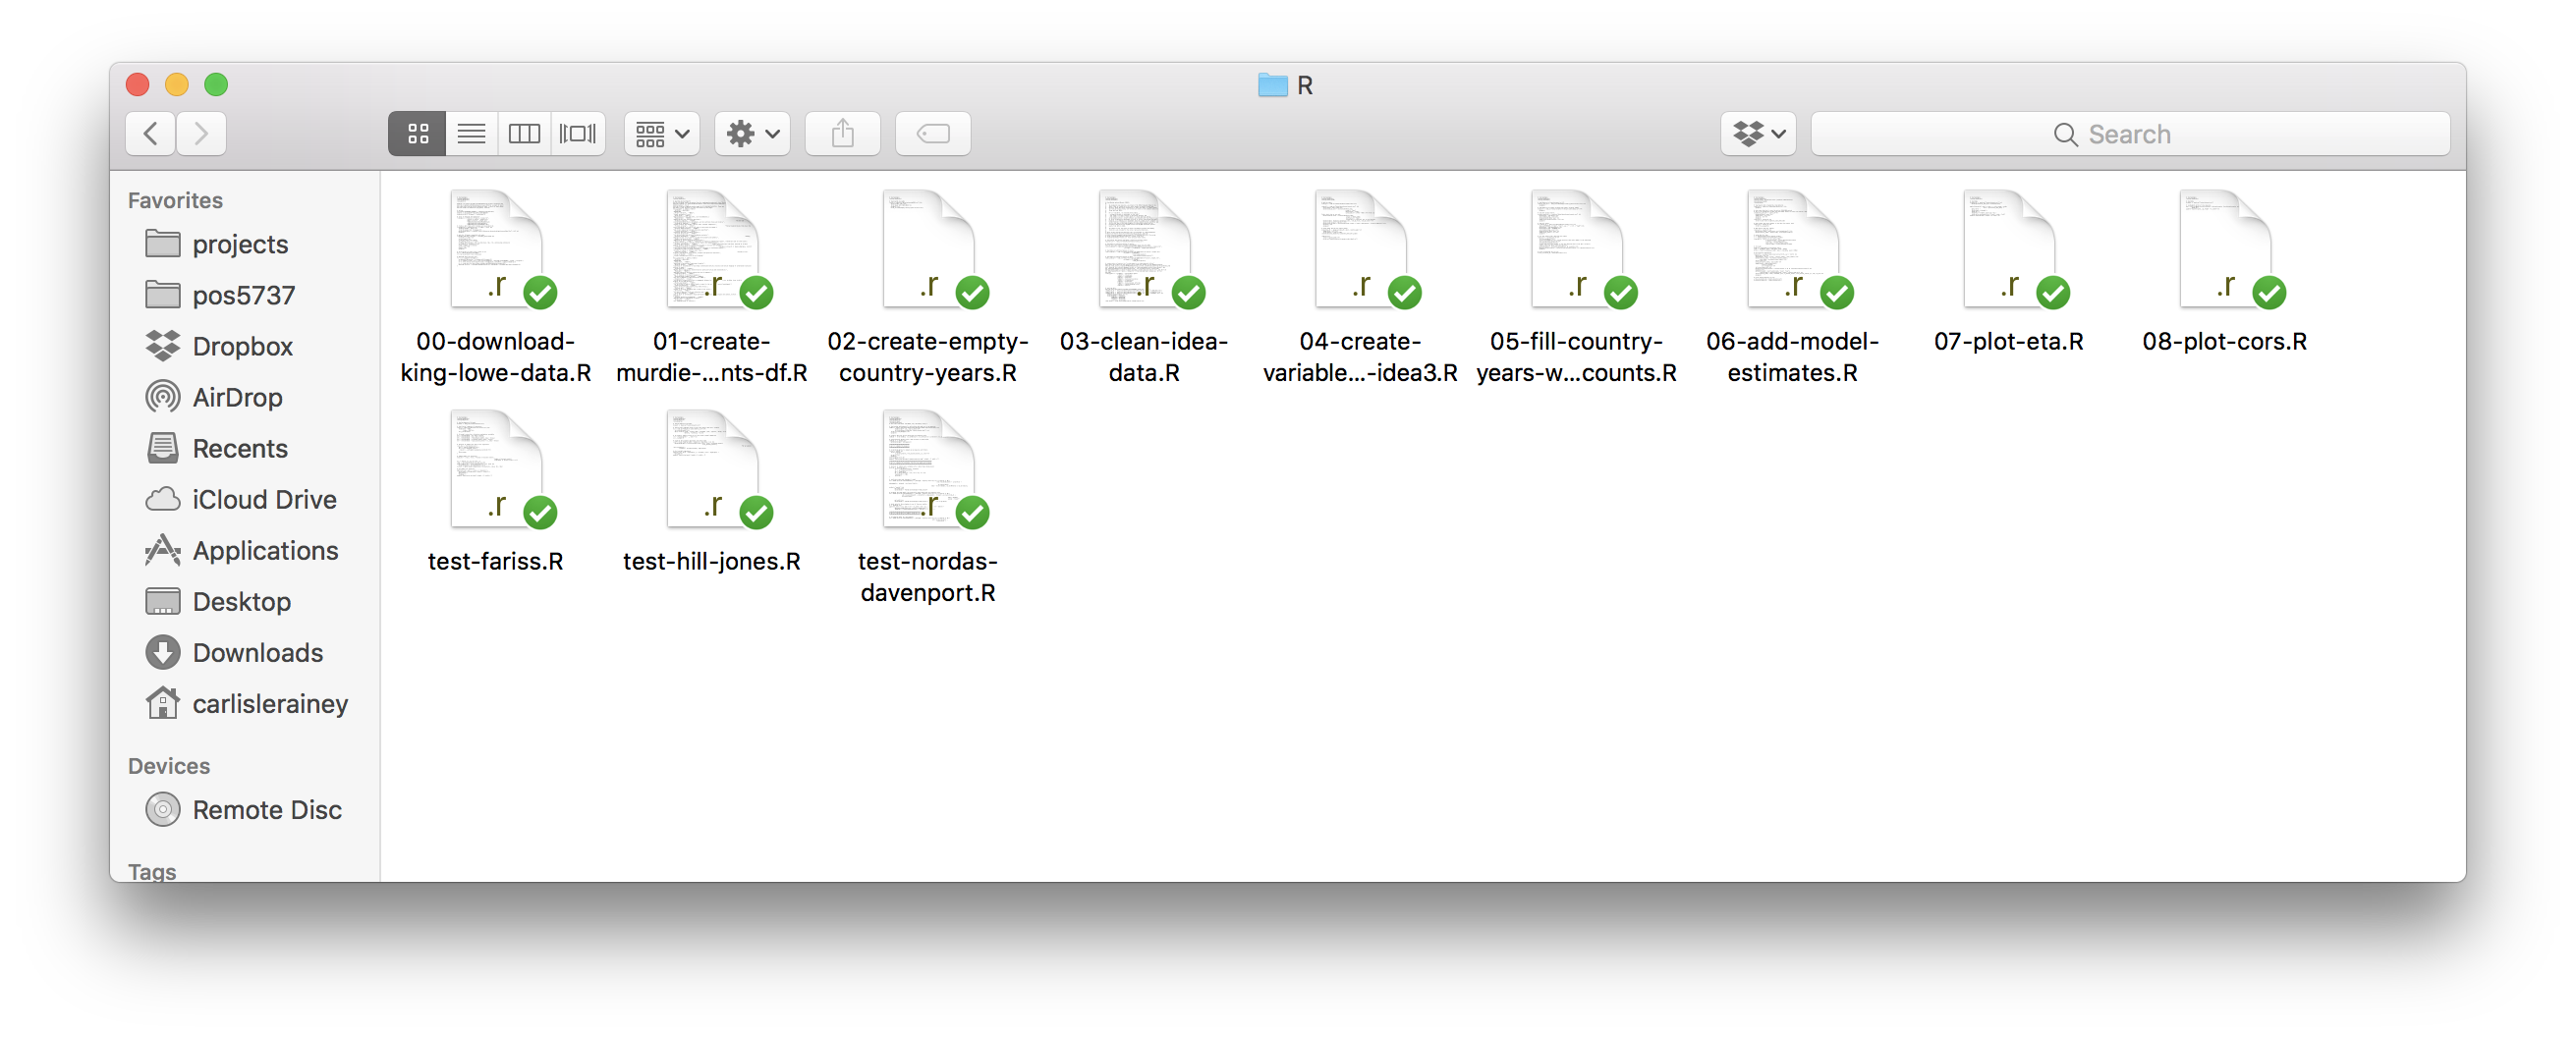 R
Search
Favorites
projects
pos5737
Dropbox
AirDrop
Recents
iCloud Drive
Applications
Desktop
Downloads
carlislerainey
Devices
Remote Disc
Tags
.r
.r
.r
.r
.r
.r
.r
.r
.r
00-download-
king-lowe-data.R
01-create-
murdie-...nts-df.R
02-create-empty-
country-years.R
03-clean-idea-
data.R
04-create-
variable...-idea3.R
05-fill-country-
years-w...counts.R
06-add-model-
estimates.R
07-plot-eta.R
08-plot-cors.R
.r
.r
.r
test-fariss.R
test-hill-jones.R
test-nordas-
davenport.R